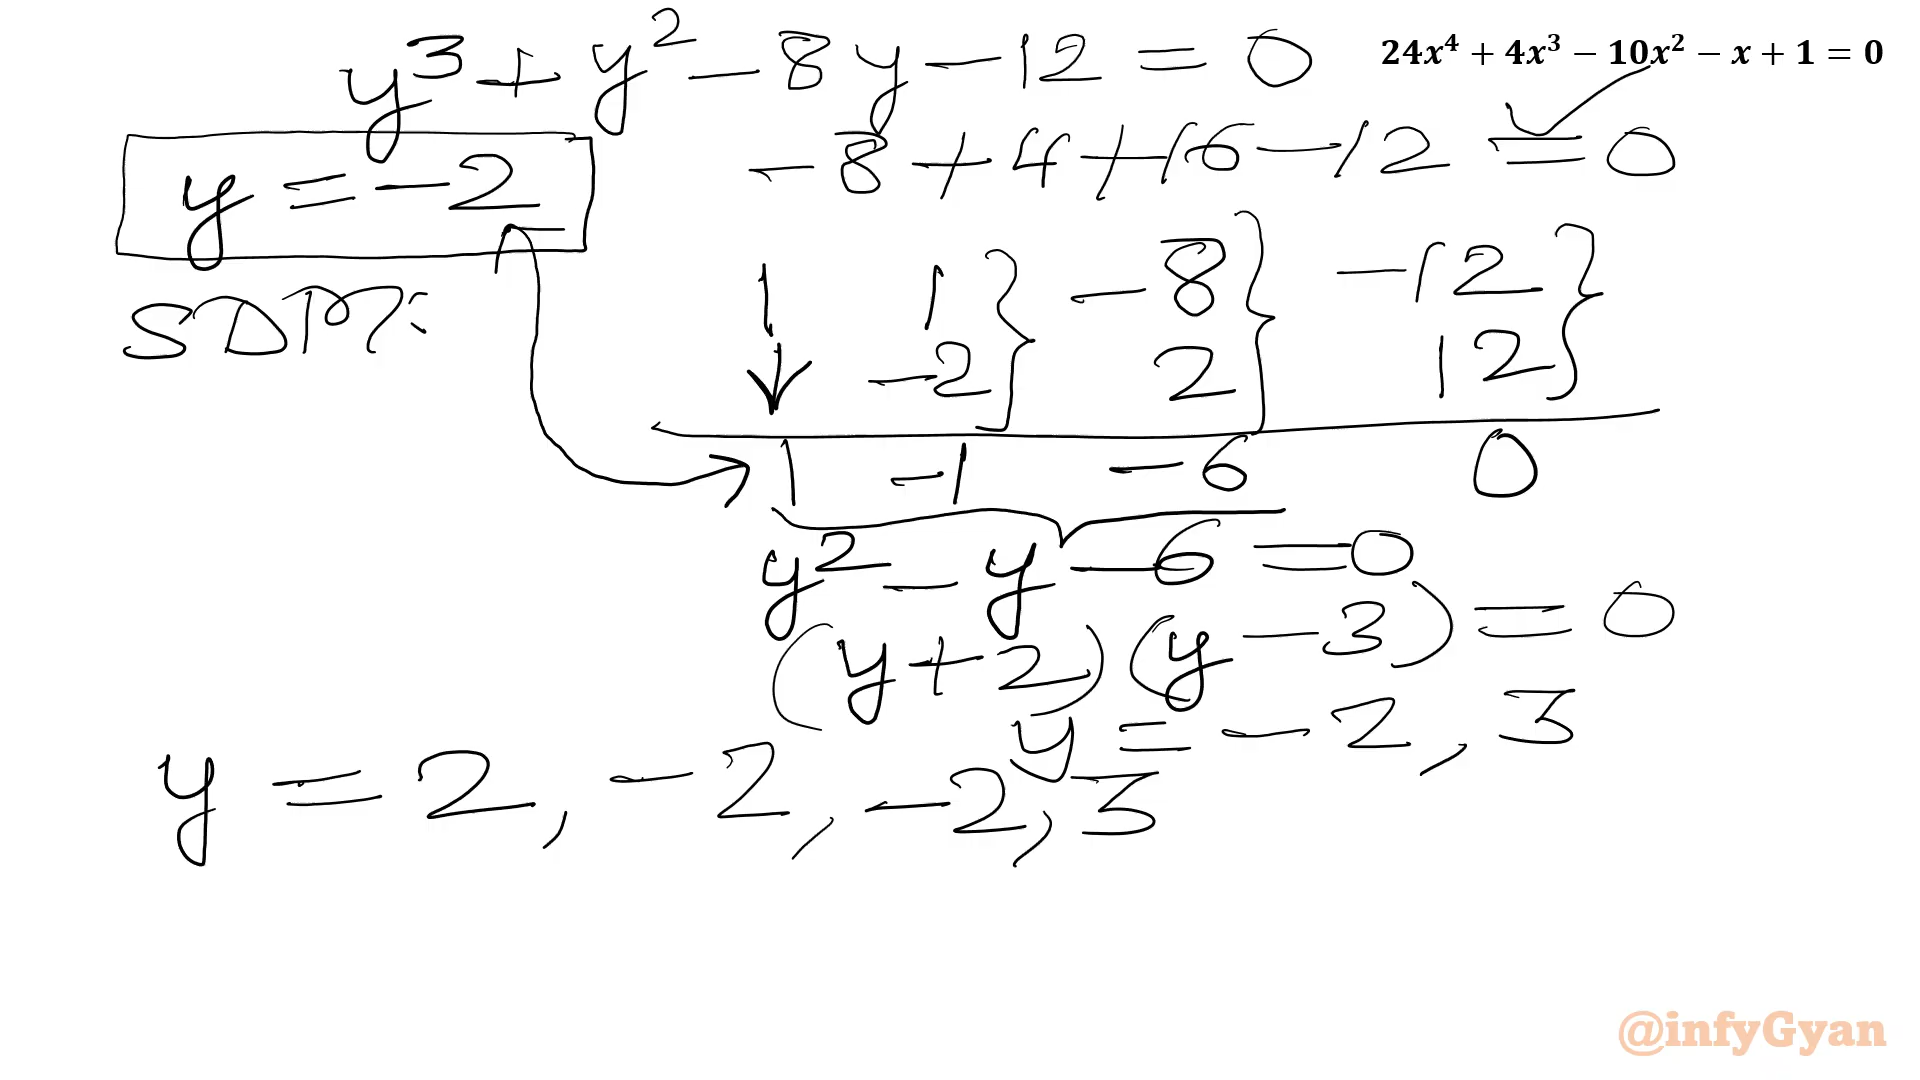 y³ + y² - 8y - 12 = 0
24x⁴ + 4x³ − 10x² − x + 1 = 0
y = -2
-8 + 4 + 16 - 12 = 0
SDM:
1 1 } -8 } -12 }
↓ -2 2 12
1 -1 -6 0
y² - y - 6 = 0
(y+2)(y-3) = 0
y = -2, 3
y = 2, -2, -2, 3
@infyGyan